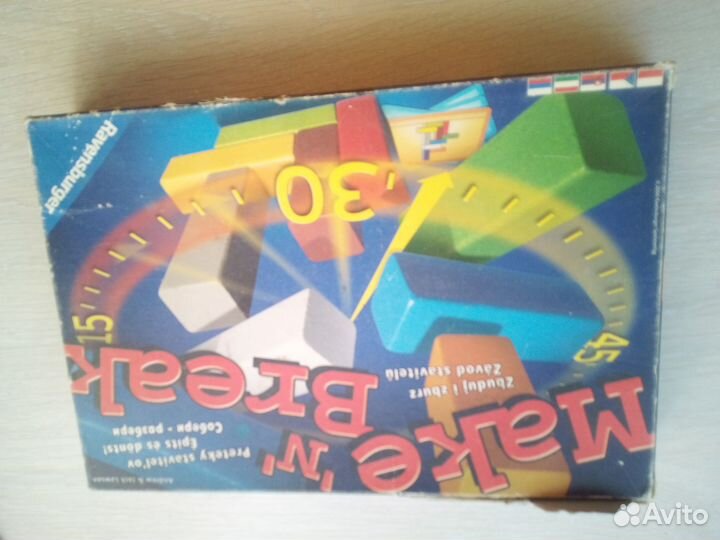 Ravensburger
Make
'N'
Break
Zbuduj i zburz
Závod stavitelů
Preteky staviteľov
Építs és dönts!
Собери - разбери
Andrew & Jack Lawson
15
30
45
Avito